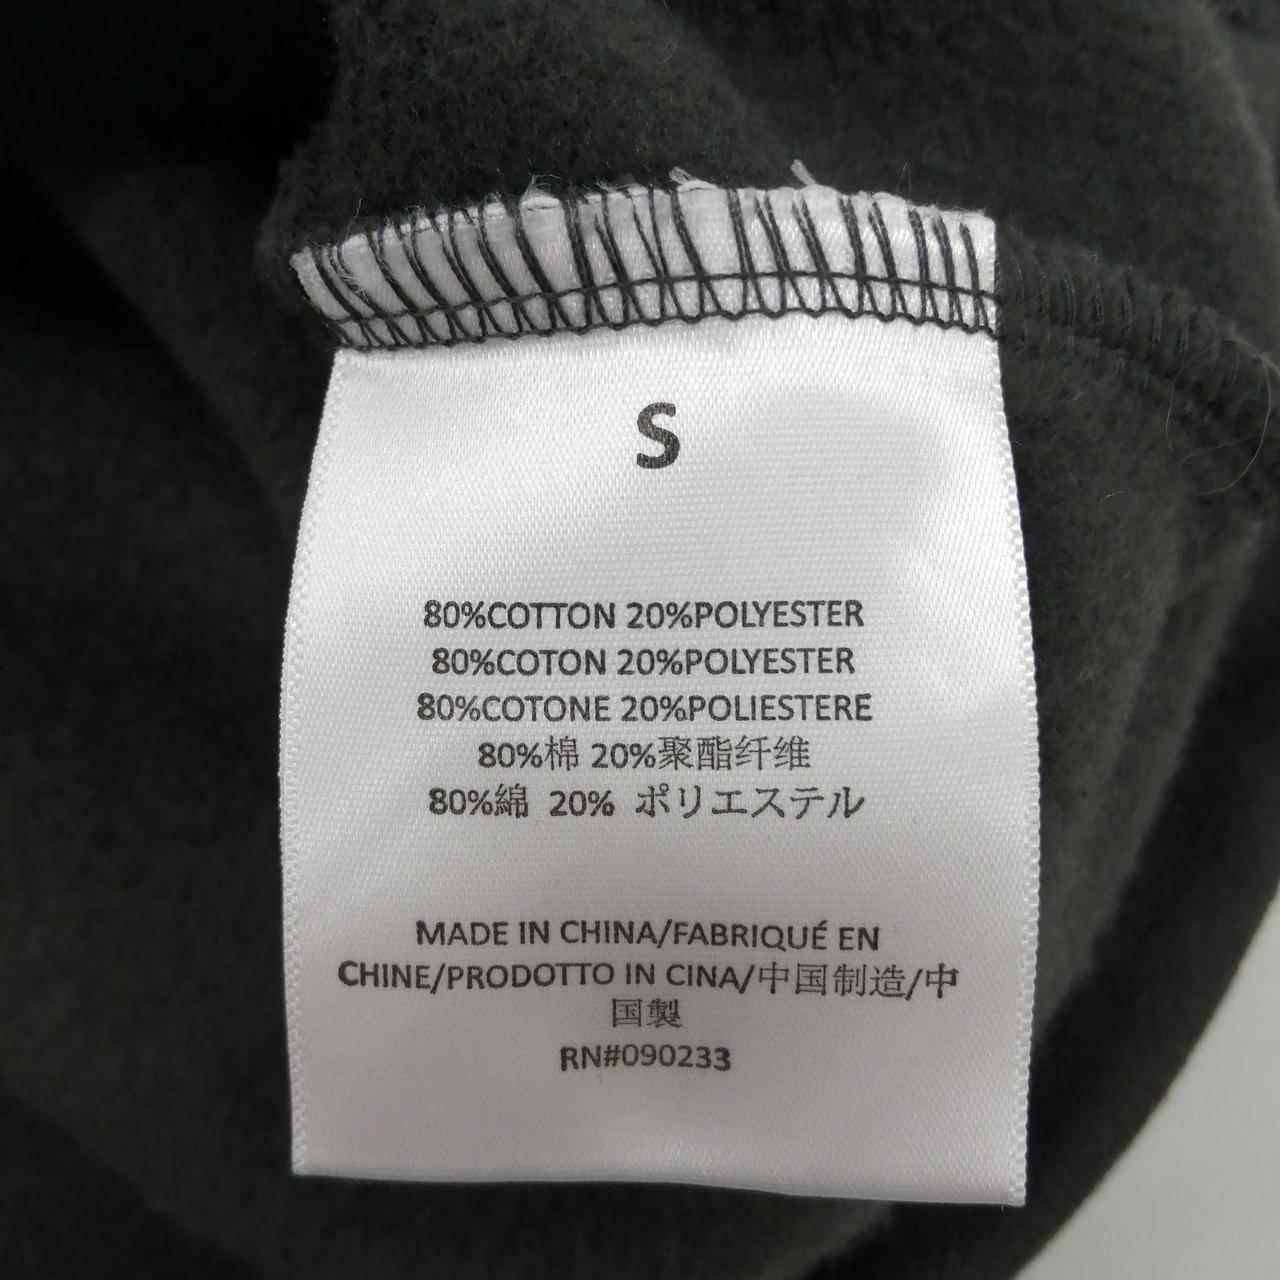 S
80%COTTON 20%POLYESTER
80%COTON 20%POLYESTER
80%COTONE 20%POLIESTERE
80%棉 20%聚酯纤维
80%綿 20% ポリエステル
MADE IN CHINA/FABRIQUÉ EN
CHINE/PRODOTTO IN CINA/中国制造/中
国製
RN#090233